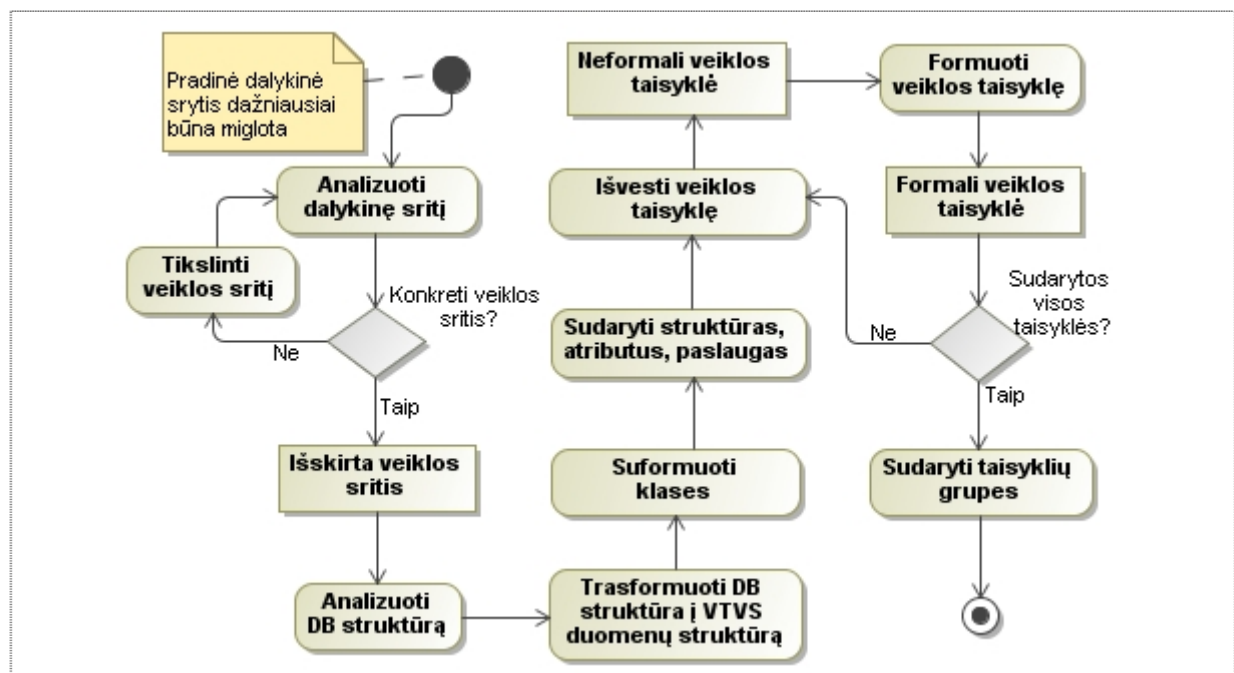 Pradinė dalykinė
srytis dažniausiai
būna miglota
Analizuoti
dalykinę sritį
Tikslinti
veiklos sritį
Konkreti veiklos
sritis?
Ne
Taip
Išskirta veiklos
sritis
Analizuoti
DB struktūrą
Trasformuoti DB
struktūra į VTVS
duomenų struktūrą
Suformuoti
klases
Sudaryti struktūras,
atributus, paslaugas
Išvesti veiklos
taisyklę
Neformali veiklos
taisyklė
Formuoti
veiklos taisyklę
Formali veiklos
taisyklė
Sudarytos
visos
taisyklės?
Ne
Taip
Sudaryti taisyklių
grupes